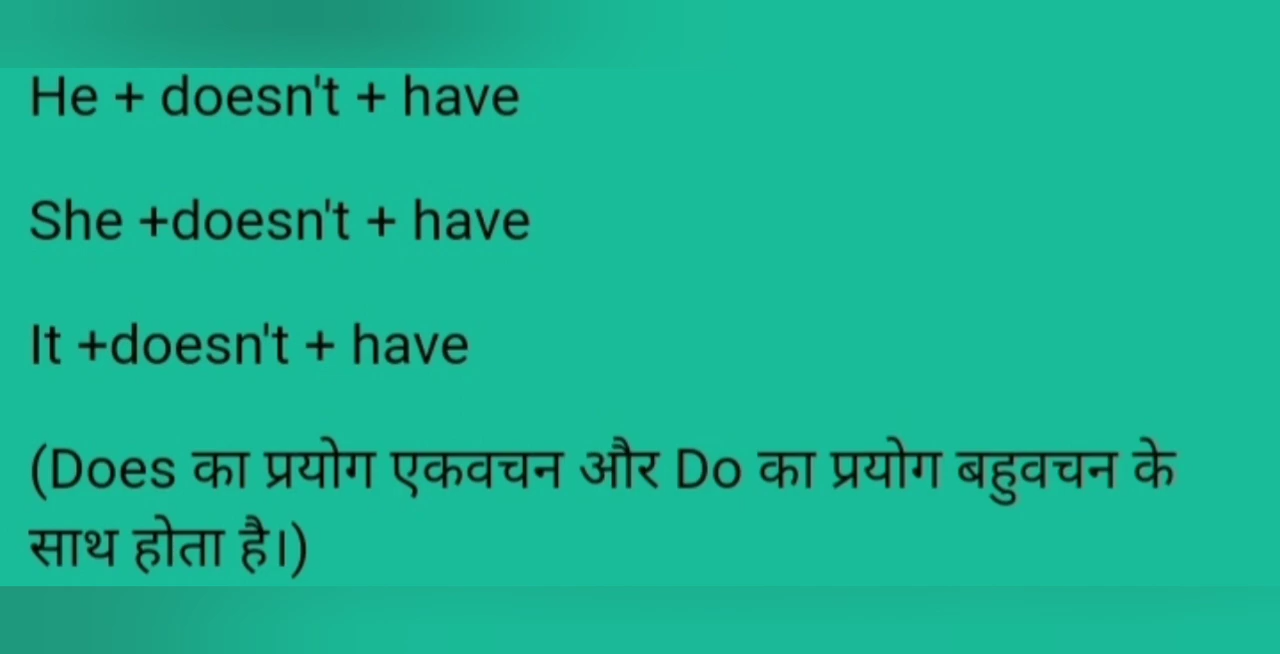 He + doesn't + have
She +doesn't + have
It +doesn't + have
(Does का प्रयोग एकवचन और Do का प्रयोग बहुवचन के
साथ होता है।)